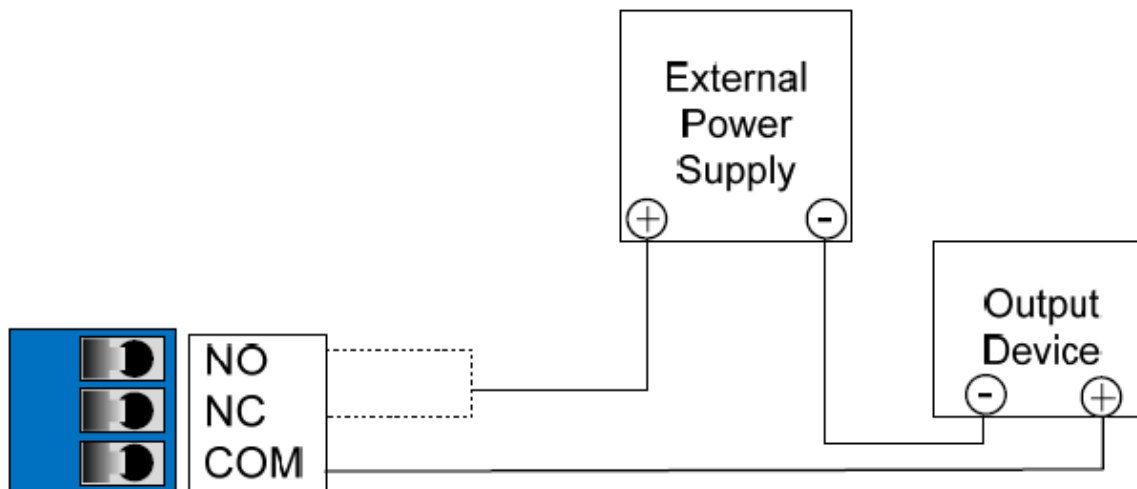 External
Power
Supply
+
-
Output
Device
-
+
NO
NC
COM